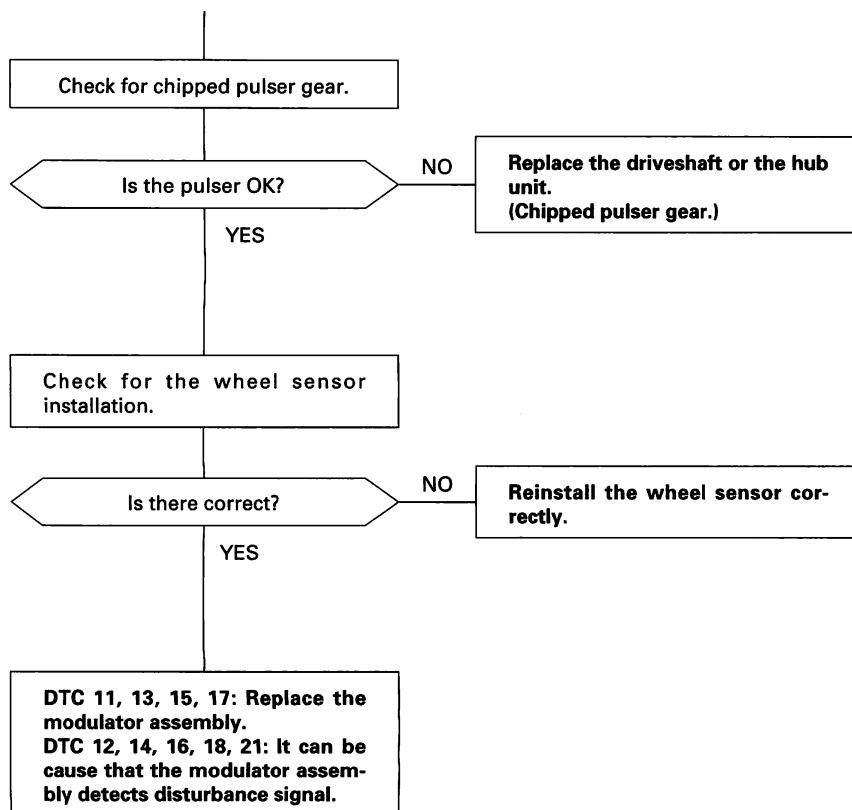 Check for chipped pulser gear.
Is the pulser OK?
NO
Replace the driveshaft or the hub
unit.
(Chipped pulser gear.)
YES
Check for the wheel sensor
installation.
Is there correct?
NO
Reinstall the wheel sensor cor-
rectly.
YES
DTC 11, 13, 15, 17: Replace the
modulator assembly.
DTC 12, 14, 16, 18, 21: It can be
cause that the modulator assem-
bly detects disturbance signal.